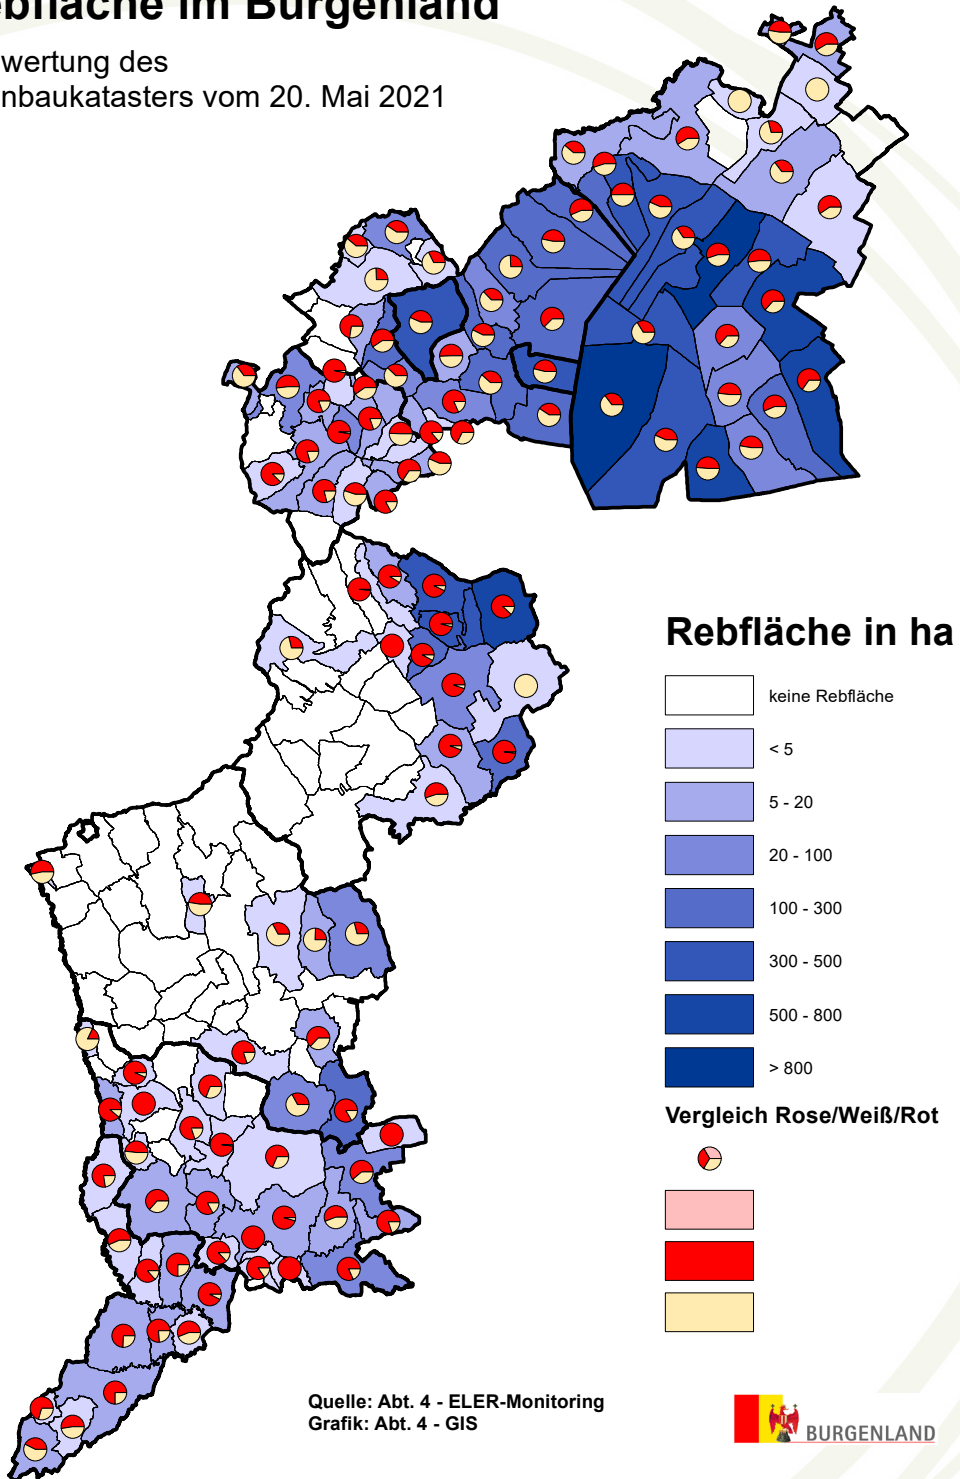 ebfläche im Burgenland
wertung des
nbaukatasters vom 20. Mai 2021
Rebfläche in ha
keine Rebfläche
< 5
5 - 20
20 - 100
100 - 300
300 - 500
500 - 800
> 800
Vergleich Rose/Weiß/Rot
Quelle: Abt. 4 - ELER-Monitoring
Grafik: Abt. 4 - GIS
BURGENLAND